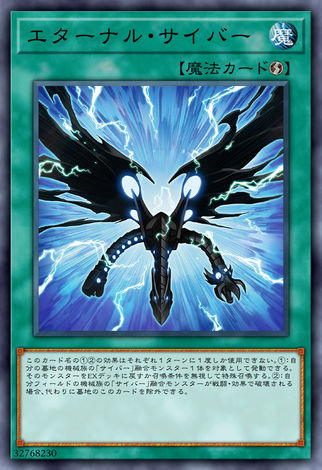 エターナル・サイバー
魔
【魔法カード】
このカード名の①②の効果はそれぞれ1ターンに1度しか使用できない。①：自
分の墓地の機械族の「サイバー」融合モンスター1体を対象として発動できる。
そのモンスターをEXデッキに戻すか召喚条件を無視して特殊召喚する。②：自
分フィールドの機械族の「サイバー」融合モンスターが戦闘・効果で破壊される
場合、代わりに墓地のこのカードを除外できる。
32768230